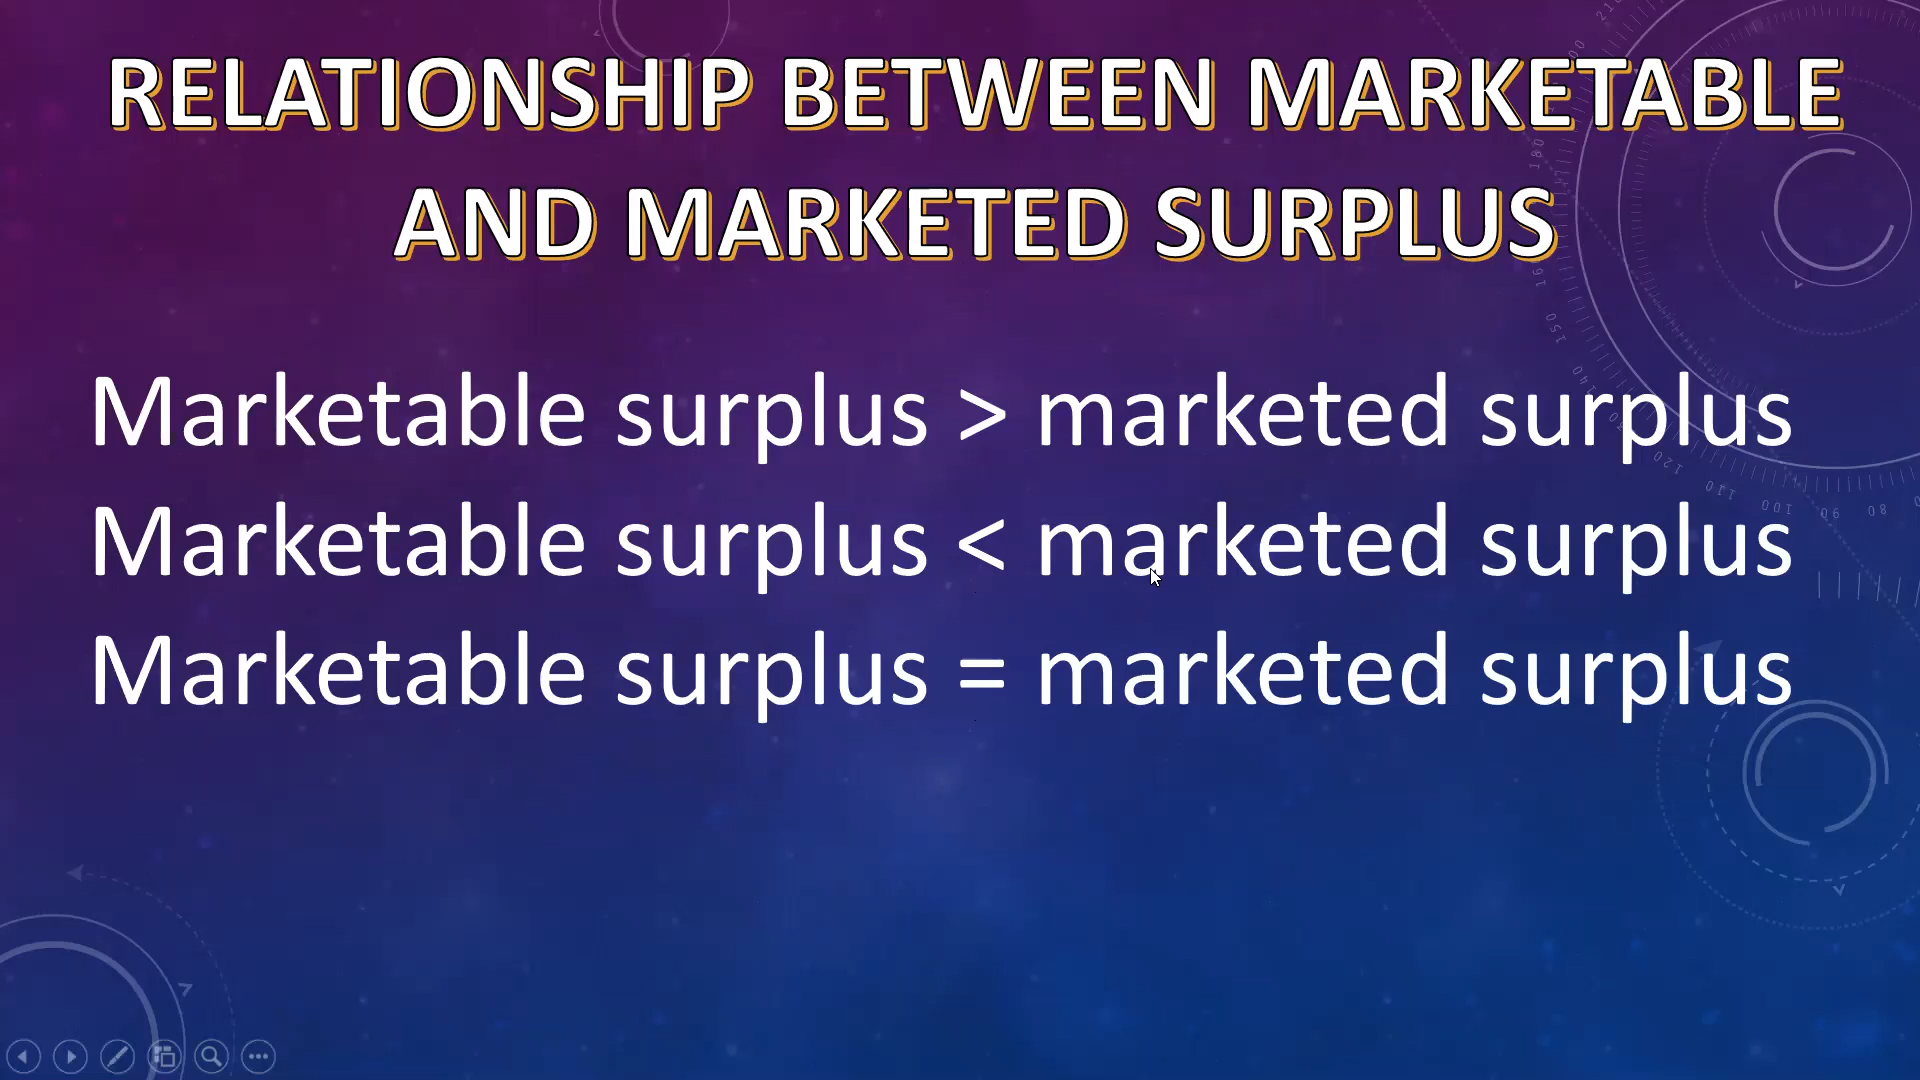 RELATIONSHIP BETWEEN MARKETABLE
AND MARKETED SURPLUS
Marketable surplus > marketed surplus
Marketable surplus < marketed surplus
Marketable surplus = marketed surplus